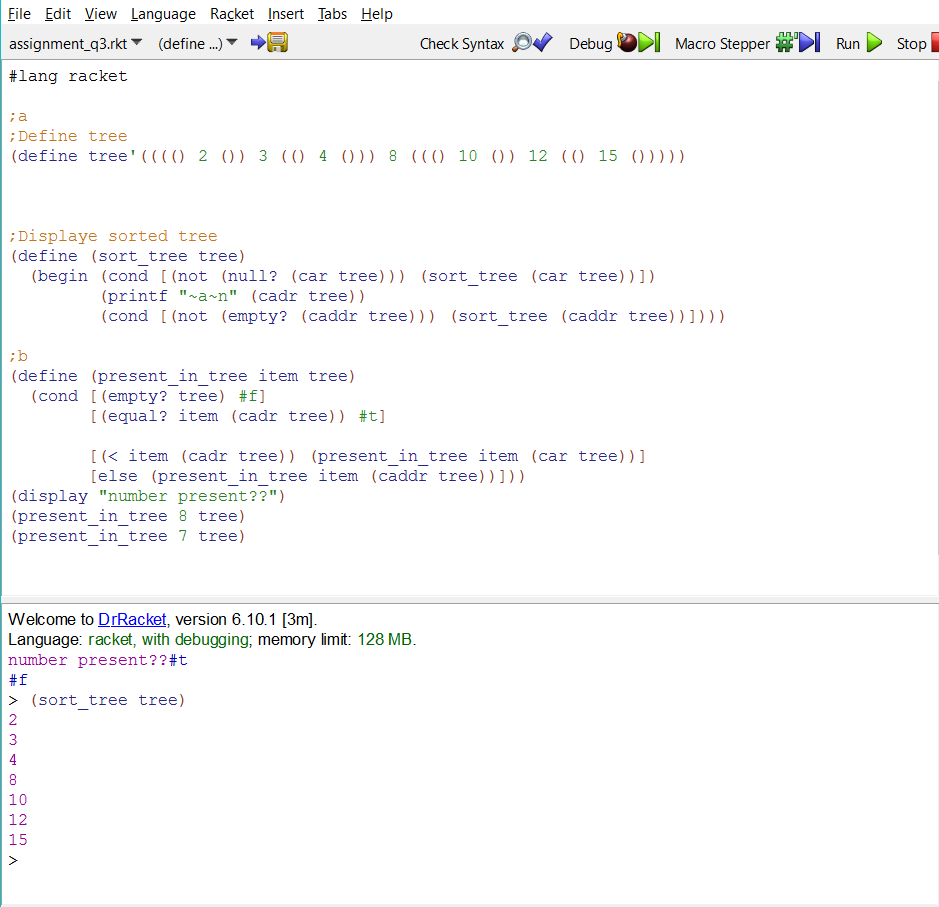 File Edit View Language Racket Insert Tabs Help
assignment_q3.rkt (define ...) Check Syntax Debug Macro Stepper Run Stop
#lang racket
;a
;Define tree
(define tree'(((() 2 ()) 3 (() 4 ())) 8 ((() 10 ()) 12 (() 15 ()))))
;Displaye sorted tree
(define (sort_tree tree)
(begin (cond [(not (null? (car tree))) (sort_tree (car tree))])
(printf "~a~n" (cadr tree))
(cond [(not (empty? (caddr tree))) (sort_tree (caddr tree))])))
;b
(define (present_in_tree item tree)
(cond [(empty? tree) #f]
[(equal? item (cadr tree)) #t]
[(< item (cadr tree)) (present_in_tree item (car tree))]
[else (present_in_tree item (caddr tree))]))
(display "number present??")
(present_in_tree 8 tree)
(present_in_tree 7 tree)
Welcome to DrRacket, version 6.10.1 [3m].
Language: racket, with debugging; memory limit: 128 MB.
number present??#t
#f
> (sort_tree tree)
2
3
4
8
10
12
15
>